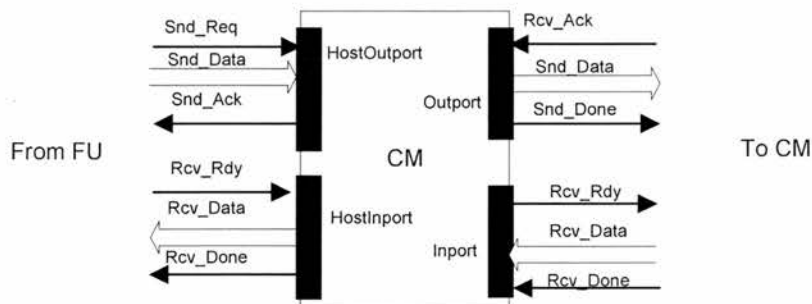 Snd_Req
Rcv_Ack
HostOutport
Snd_Data
Snd_Data
Snd_Ack
Outport
Snd_Done
From FU
CM
To CM
Rcv_Rdy
Rcv_Rdy
Rcv_Data
HostInport
Rcv_Data
Inport
Rcv_Done
Rcv_Done